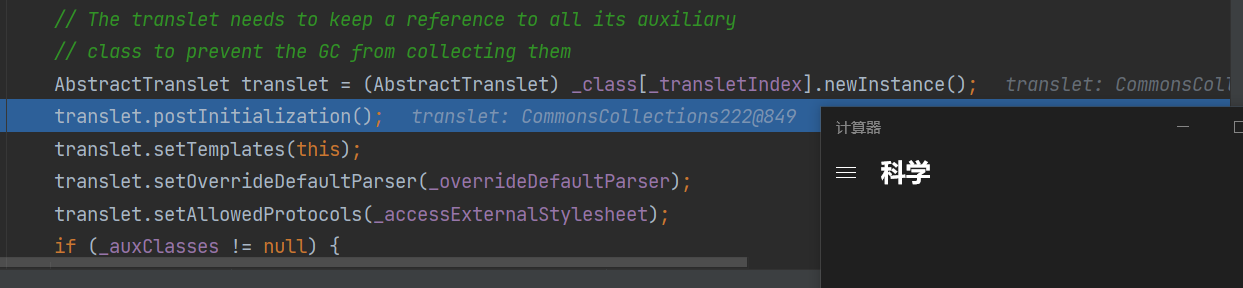 // The translet needs to keep a reference to all its auxiliary
// class to prevent the GC from collecting them
AbstractTranslet translet = (AbstractTranslet) _class[_transletIndex].newInstance(); translet: CommonsColl
translet.postInitialization(); translet: CommonsCollections222@849
translet.setTemplates(this);
translet.setOverrideDefaultParser(_overrideDefaultParser);
translet.setAllowedProtocols(_accessExternalStylesheet);
if (_auxClasses != null) {
计算器
科学